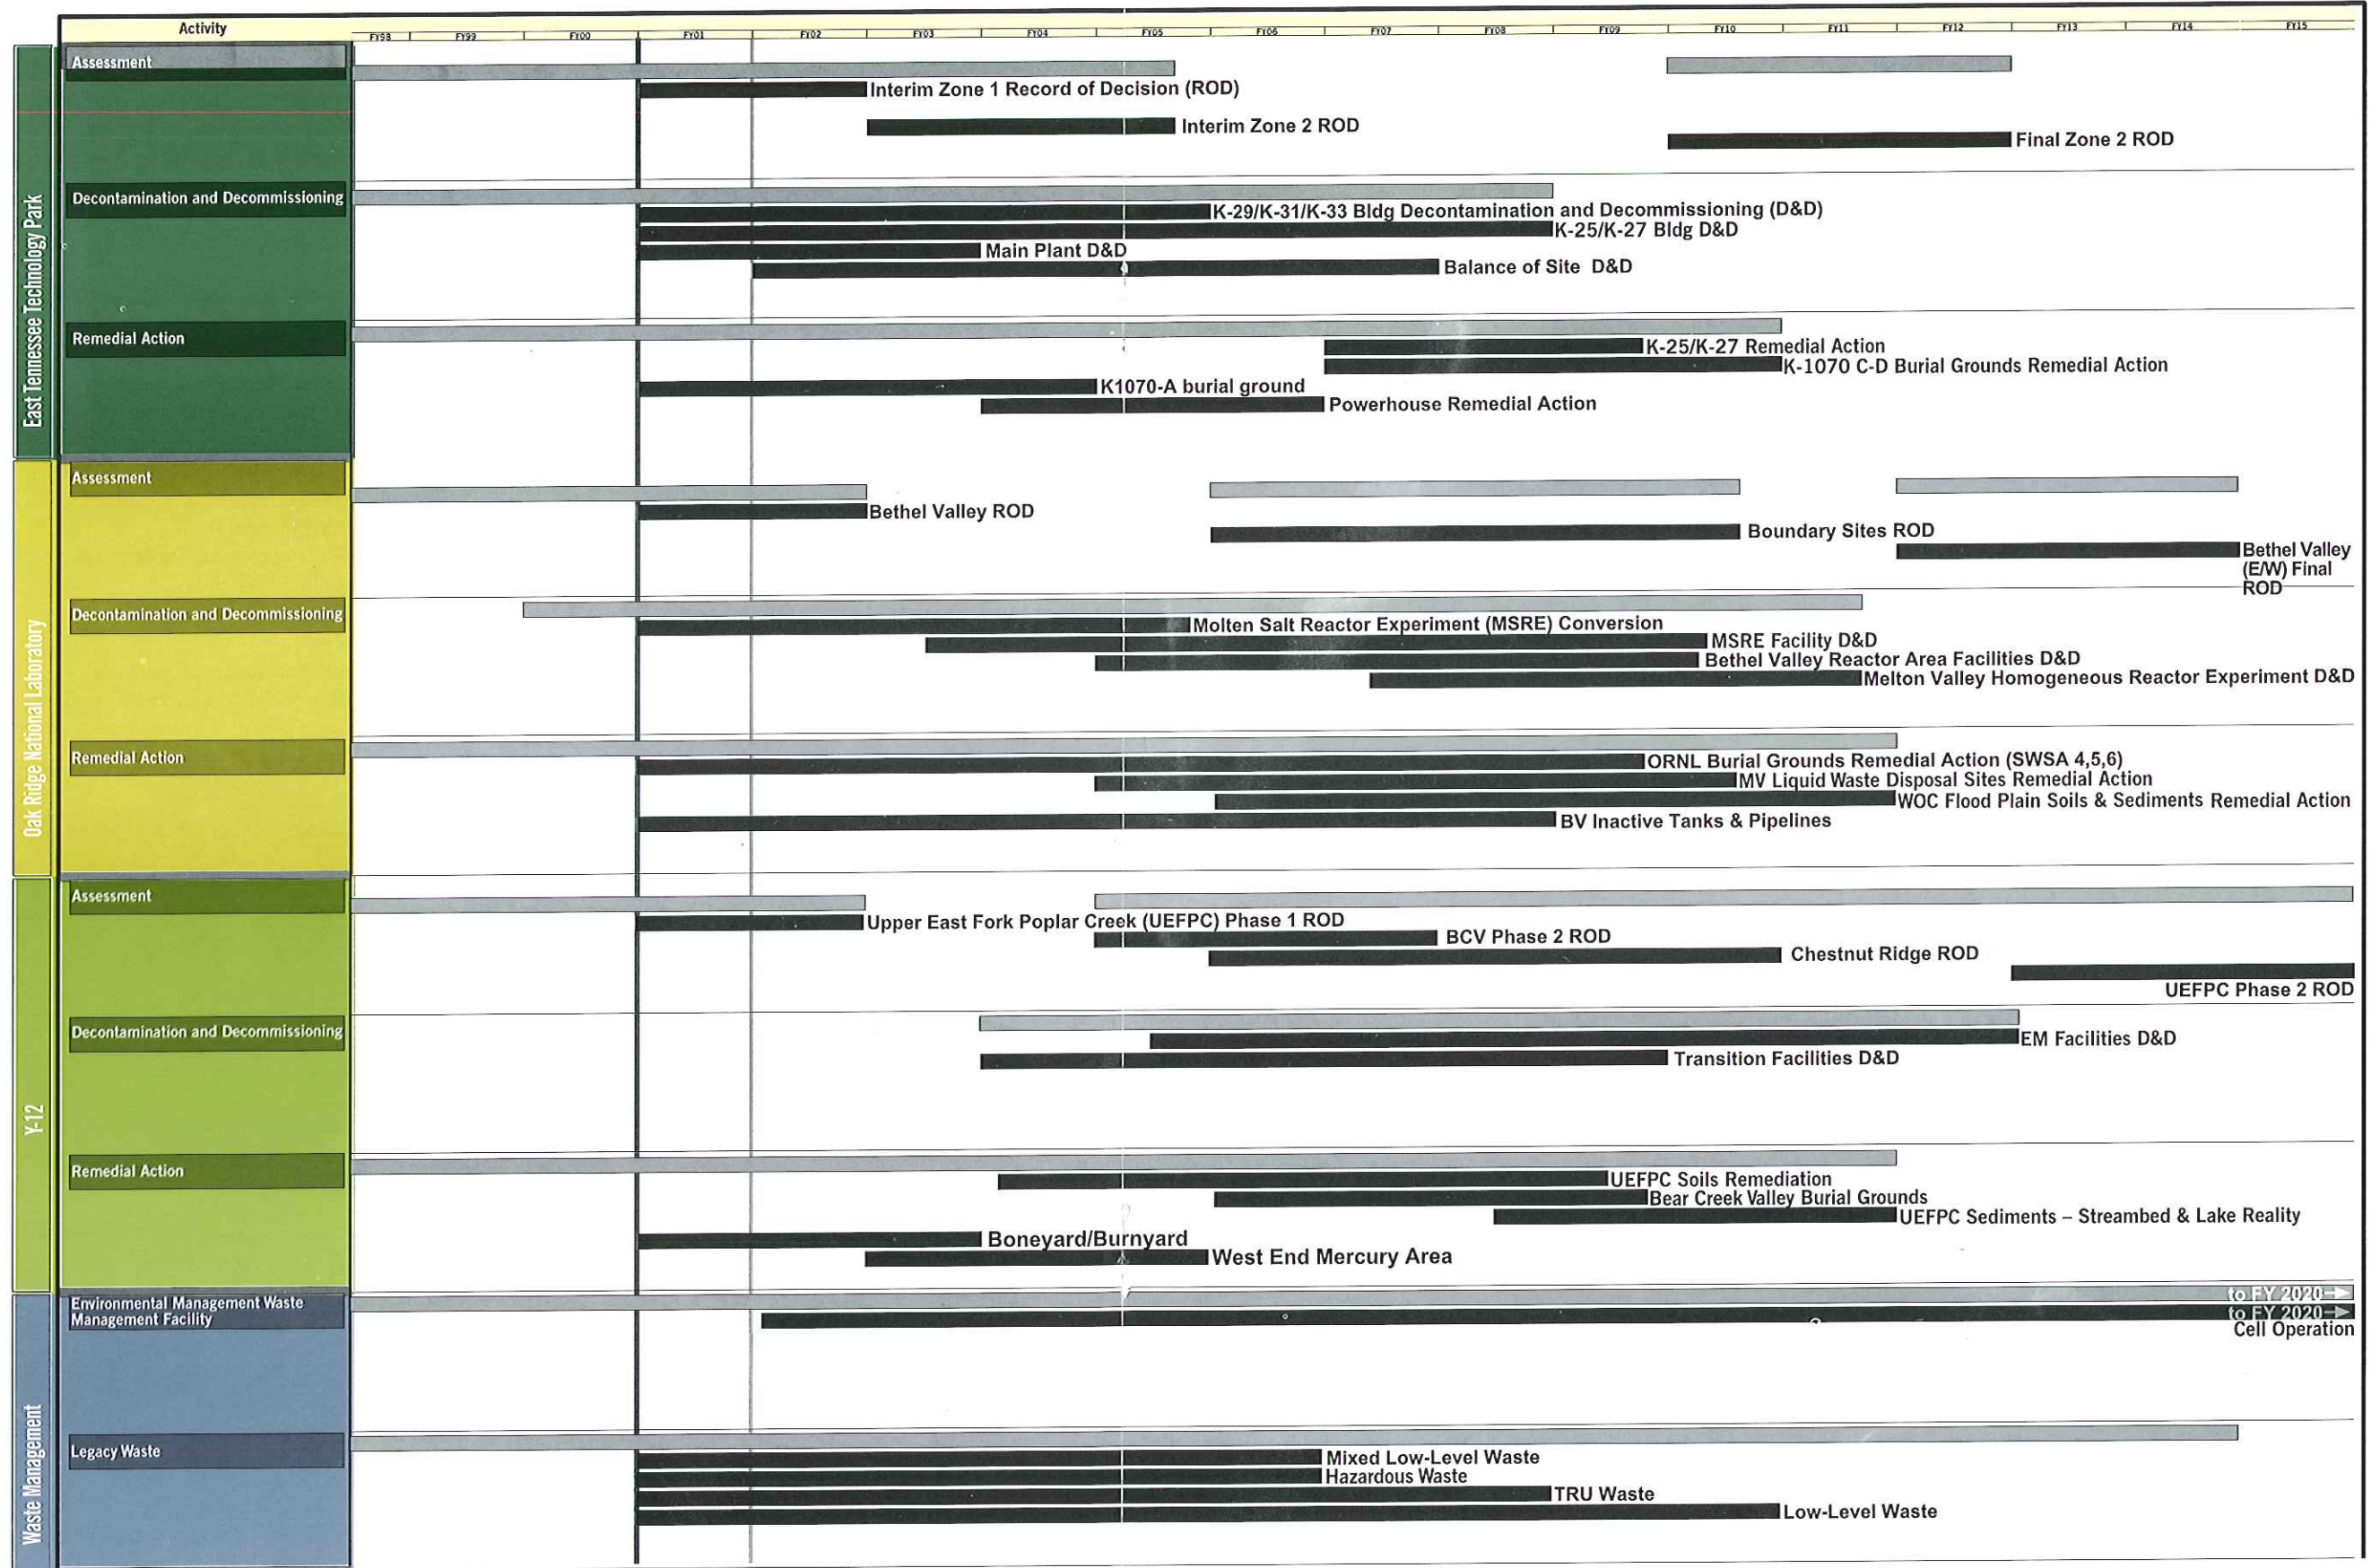 Activity
FY98 FY99 FY00 FY01 FY02 FY03 FY04 FY05 FY06 FY07 FY08 FY09 FY10 FY11 FY12 FY13 FY14 FY15
East Tennessee Technology Park
Assessment
Interim Zone 1 Record of Decision (ROD)
Interim Zone 2 ROD
Final Zone 2 ROD
Decontamination and Decommissioning
K-29/K-31/K-33 Bldg Decontamination and Decommissioning (D&D)
K-25/K-27 Bldg D&D
Main Plant D&D
Balance of Site D&D
Remedial Action
K-25/K-27 Remedial Action
K-1070 C-D Burial Grounds Remedial Action
K1070-A burial ground
Powerhouse Remedial Action
Oak Ridge National Laboratory
Assessment
Bethel Valley ROD
Boundary Sites ROD
Bethel Valley
(E/W) Final
ROD
Decontamination and Decommissioning
Molten Salt Reactor Experiment (MSRE) Conversion
MSRE Facility D&D
Bethel Valley Reactor Area Facilities D&D
Melton Valley Homogeneous Reactor Experiment D&D
Remedial Action
ORNL Burial Grounds Remedial Action (SWSA 4,5,6)
MV Liquid Waste Disposal Sites Remedial Action
WOC Flood Plain Soils & Sediments Remedial Action
BV Inactive Tanks & Pipelines
Y-12
Assessment
Upper East Fork Poplar Creek (UEFPC) Phase 1 ROD
BCV Phase 2 ROD
Chestnut Ridge ROD
UEFPC Phase 2 ROD
Decontamination and Decommissioning
EM Facilities D&D
Transition Facilities D&D
Remedial Action
UEFPC Soils Remediation
Bear Creek Valley Burial Grounds
UEFPC Sediments – Streambed & Lake Reality
Boneyard/Burnyard
West End Mercury Area
Waste Management
Environmental Management Waste
Management Facility
to FY 2020
to FY 2020
Cell Operation
Legacy Waste
Mixed Low-Level Waste
Hazardous Waste
TRU Waste
Low-Level Waste